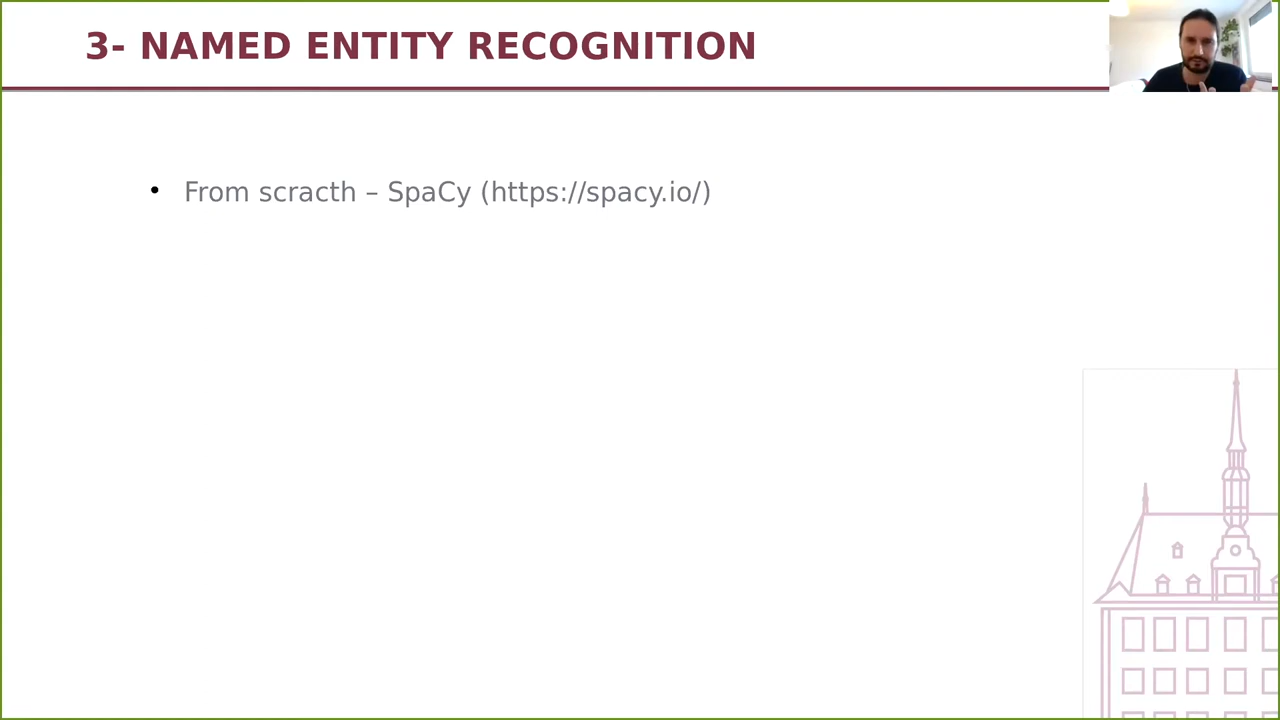 3- NAMED ENTITY RECOGNITION
• From scracth – SpaCy (https://spacy.io/)